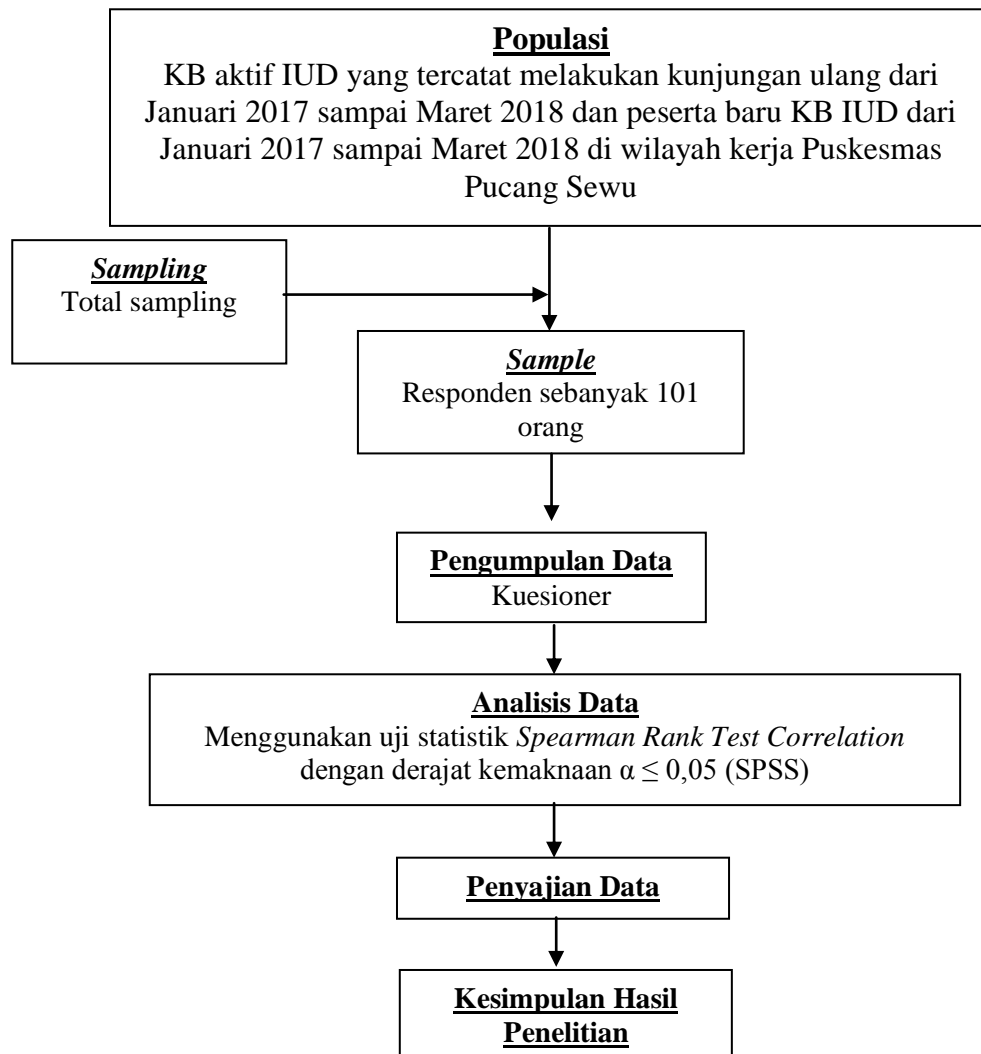 Populasi
KB aktif IUD yang tercatat melakukan kunjungan ulang dari
Januari 2017 sampai Maret 2018 dan peserta baru KB IUD dari
Januari 2017 sampai Maret 2018 di wilayah kerja Puskesmas
Pucang Sewu
Sampling
Total sampling
Sample
Responden sebanyak 101
orang
Pengumpulan Data
Kuesioner
Analisis Data
Menggunakan uji statistik Spearman Rank Test Correlation
dengan derajat kemaknaan α ≤ 0,05 (SPSS)
Penyajian Data
Kesimpulan Hasil
Penelitian